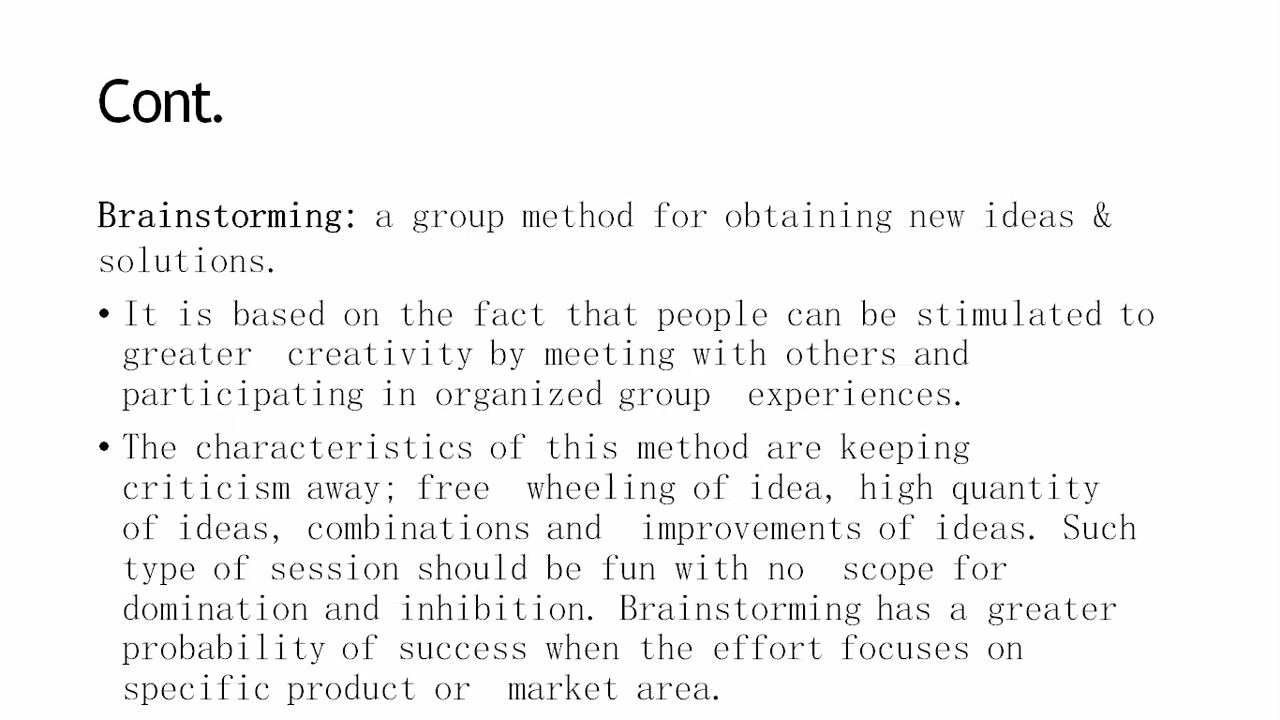 Cont.
Brainstorming: a group method for obtaining new ideas &
solutions.
• It is based on the fact that people can be stimulated to
greater creativity by meeting with others and
participating in organized group experiences.
• The characteristics of this method are keeping
criticism away; free wheeling of idea, high quantity
of ideas, combinations and improvements of ideas. Such
type of session should be fun with no scope for
domination and inhibition. Brainstorming has a greater
probability of success when the effort focuses on
specific product or market area.